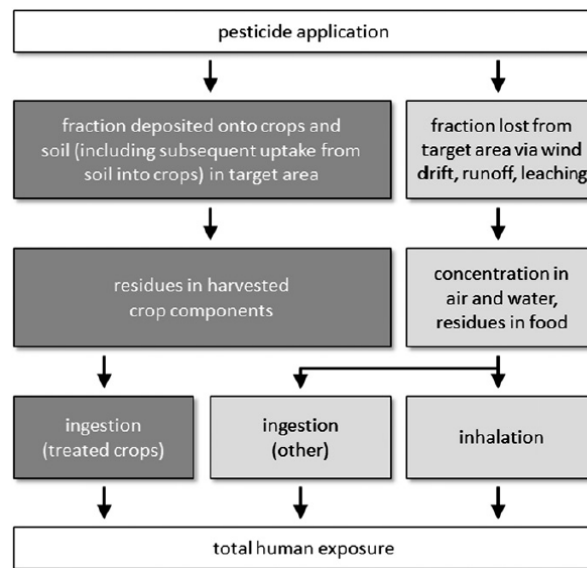 pesticide application
fraction deposited onto crops and
soil (including subsequent uptake from
soil into crops) in target area
fraction lost from
target area via wind
drift, runoff, leaching
residues in harvested
crop components
concentration in
air and water,
residues in food
ingestion
(treated crops)
ingestion
(other)
inhalation
total human exposure